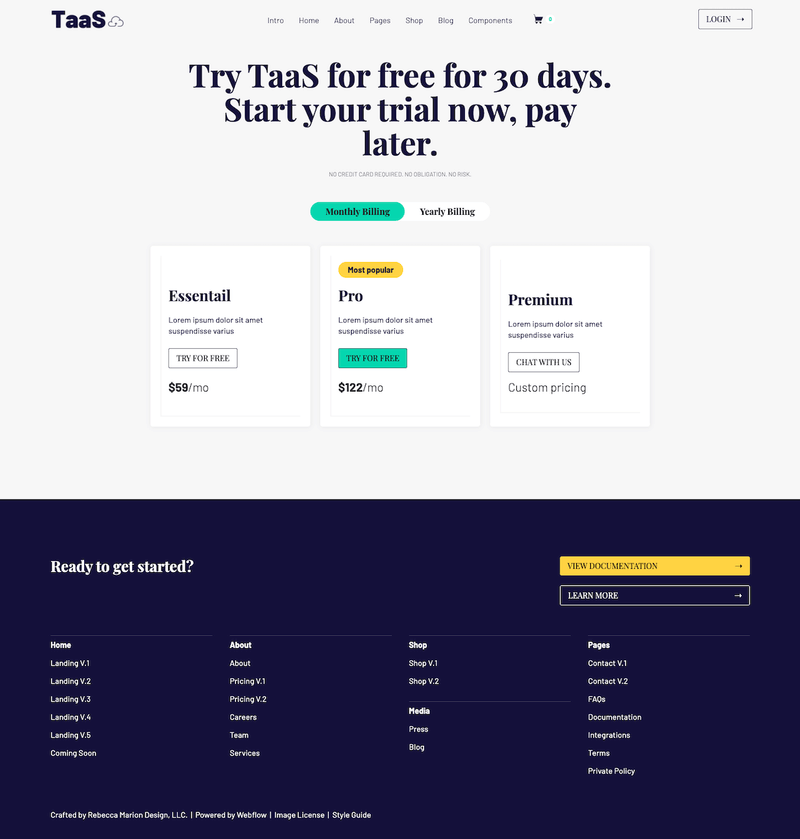 TaaS
Intro Home About Pages Shop Blog Components 0
LOGIN →
Try TaaS for free for 30 days.
Start your trial now, pay
later.
NO CREDIT CARD REQUIRED. NO OBLIGATION. NO RISK.
Monthly Billing Yearly Billing
Essentail
Lorem ipsum dolor sit amet
suspendisse varius
TRY FOR FREE
$59/mo
Most popular
Pro
Lorem ipsum dolor sit amet
suspendisse varius
TRY FOR FREE
$122/mo
Premium
Lorem ipsum dolor sit amet
suspendisse varius
CHAT WITH US
Custom pricing
Ready to get started?
VIEW DOCUMENTATION →
LEARN MORE →
Home
Landing V.1
Landing V.2
Landing V.3
Landing V.4
Landing V.5
Coming Soon
About
About
Pricing V.1
Pricing V.2
Careers
Team
Services
Shop
Shop V.1
Shop V.2
Media
Press
Blog
Pages
Contact V.1
Contact V.2
FAQs
Documentation
Integrations
Terms
Private Policy
Crafted by Rebecca Marion Design, LLC. | Powered by Webflow | Image License | Style Guide